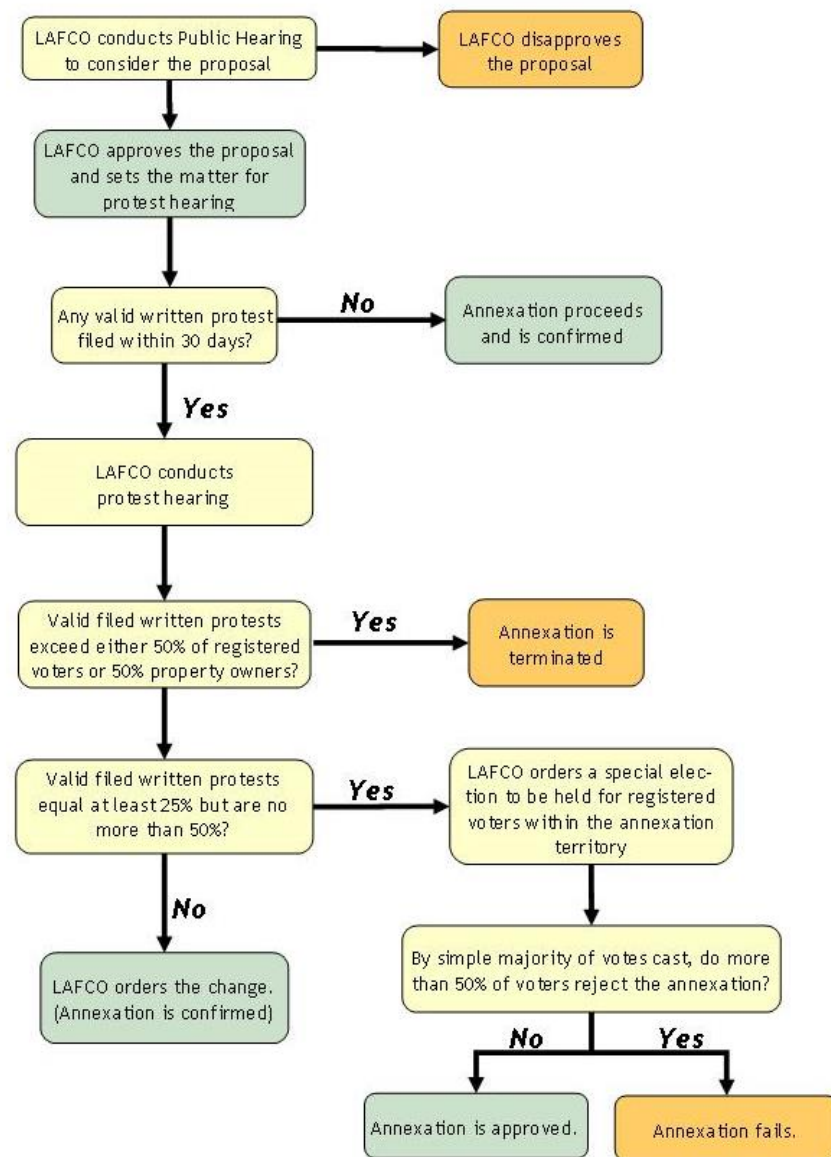 LAFCO conducts Public Hearing
to consider the proposal
LAFCO disapproves
the proposal
LAFCO approves the proposal
and sets the matter for
protest hearing
Any valid written protest
filed within 30 days?
No
Annexation proceeds
and is confirmed
Yes
LAFCO conducts
protest hearing
Valid filed written protests
exceed either 50% of registered
voters or 50% property owners?
Yes
Annexation is
terminated
Valid filed written protests
equal at least 25% but are no
more than 50%?
Yes
LAFCO orders a special elec-
tion to be held for registered
voters within the annexation
territory
No
LAFCO orders the change.
(Annexation is confirmed)
By simple majority of votes cast, do more
than 50% of voters reject the annexation?
No
Yes
Annexation is approved.
Annexation fails.